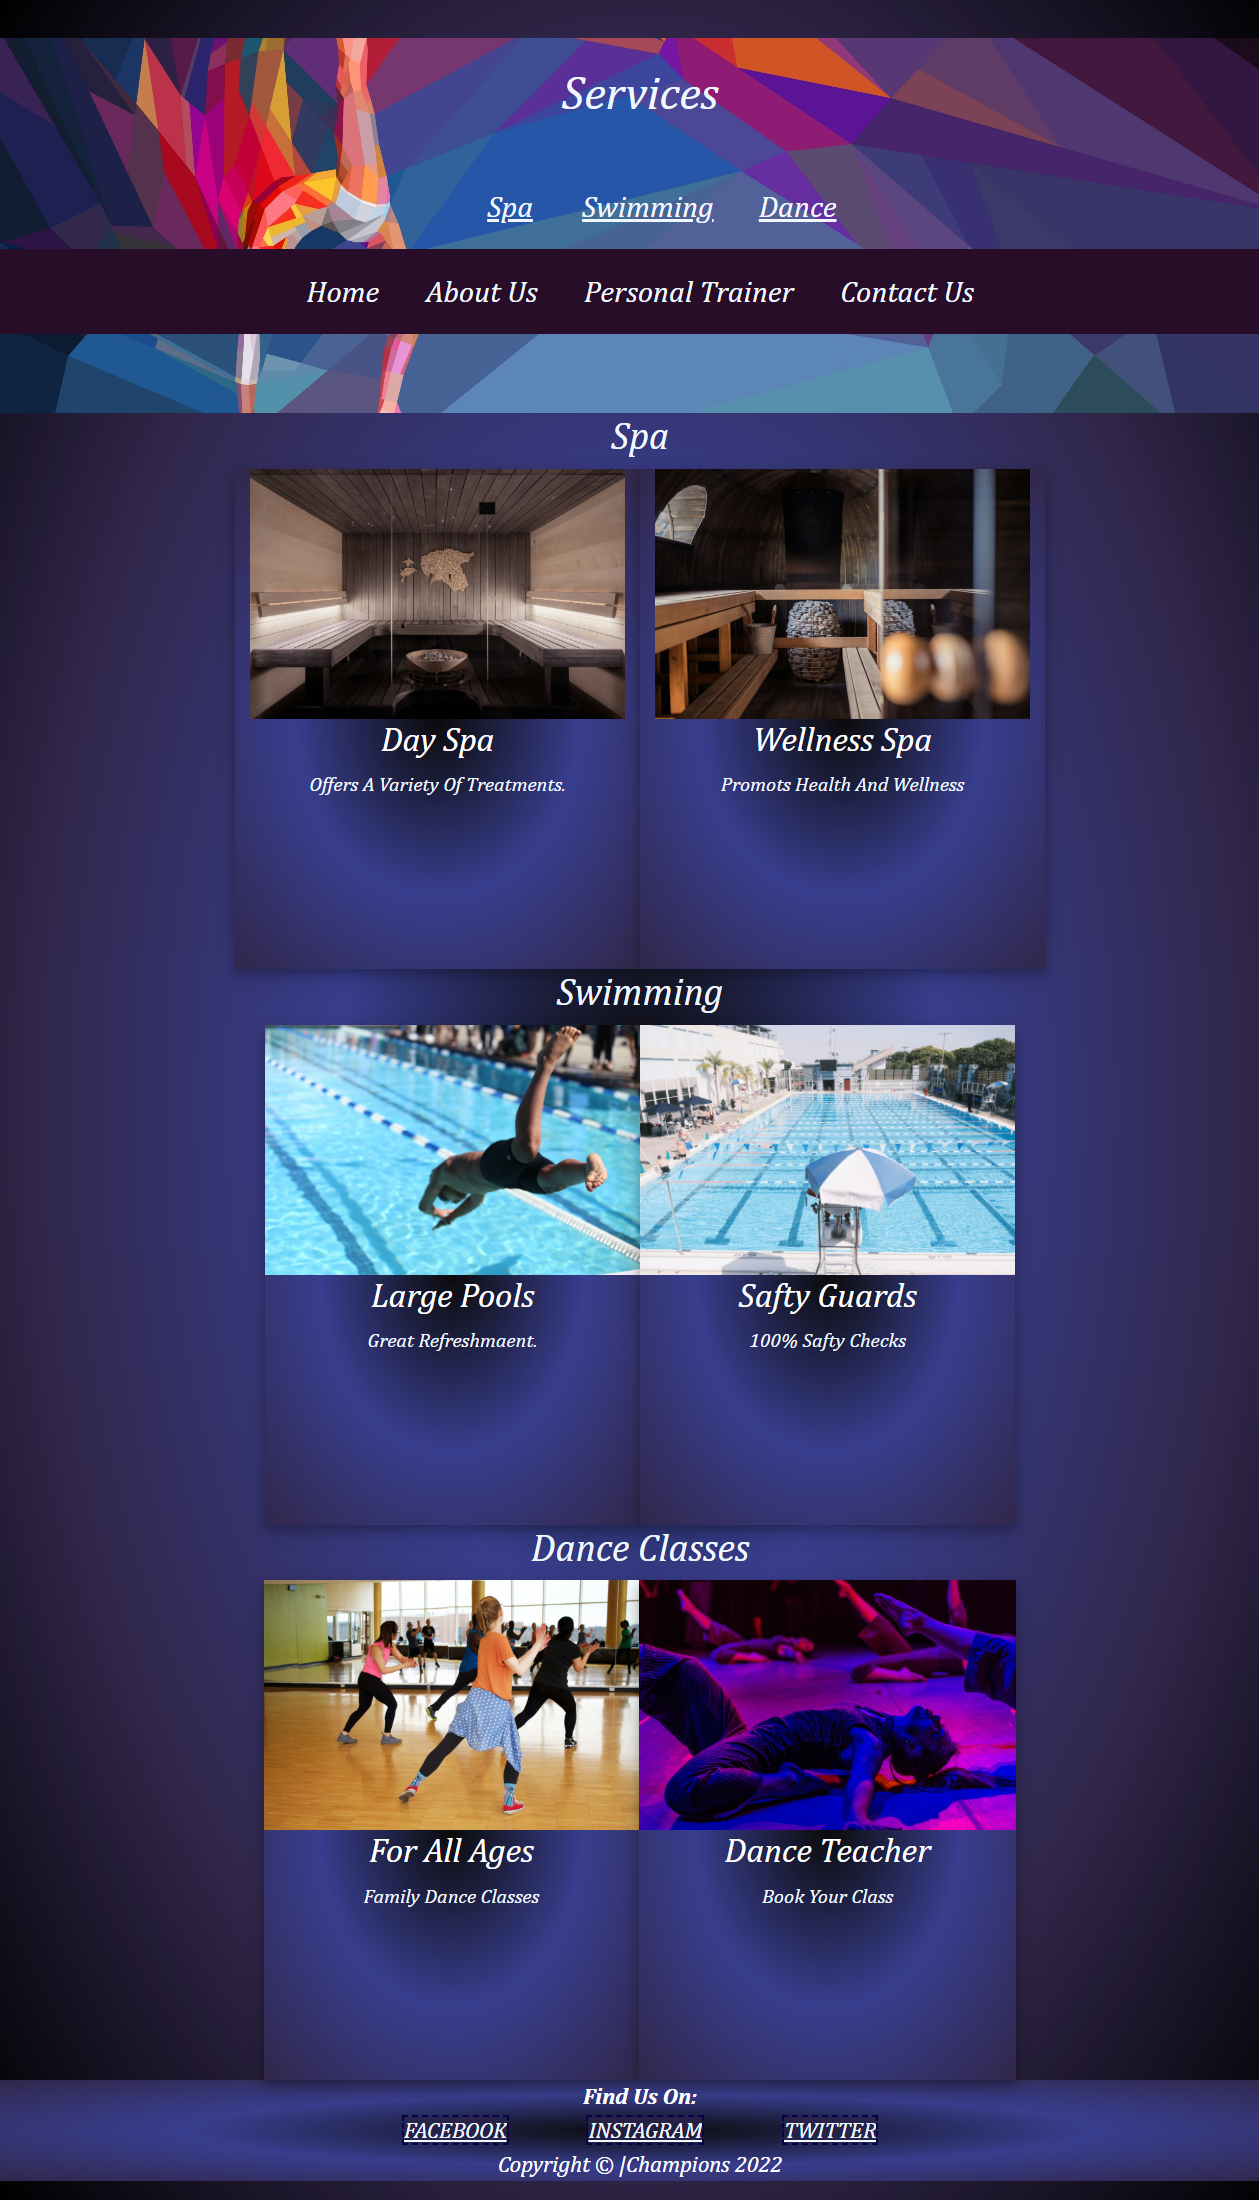 Services
Spa Swimming Dance
Home About Us Personal Trainer Contact Us
Spa
Day Spa Wellness Spa
Offers A Variety Of Treatments. Promots Health And Wellness
Swimming
Large Pools Safty Guards
Great Refreshmaent. 100% Safty Checks
Dance Classes
For All Ages Dance Teacher
Family Dance Classes Book Your Class
Find Us On:
FACEBOOK INSTAGRAM TWITTER
Copyright © |Champions 2022